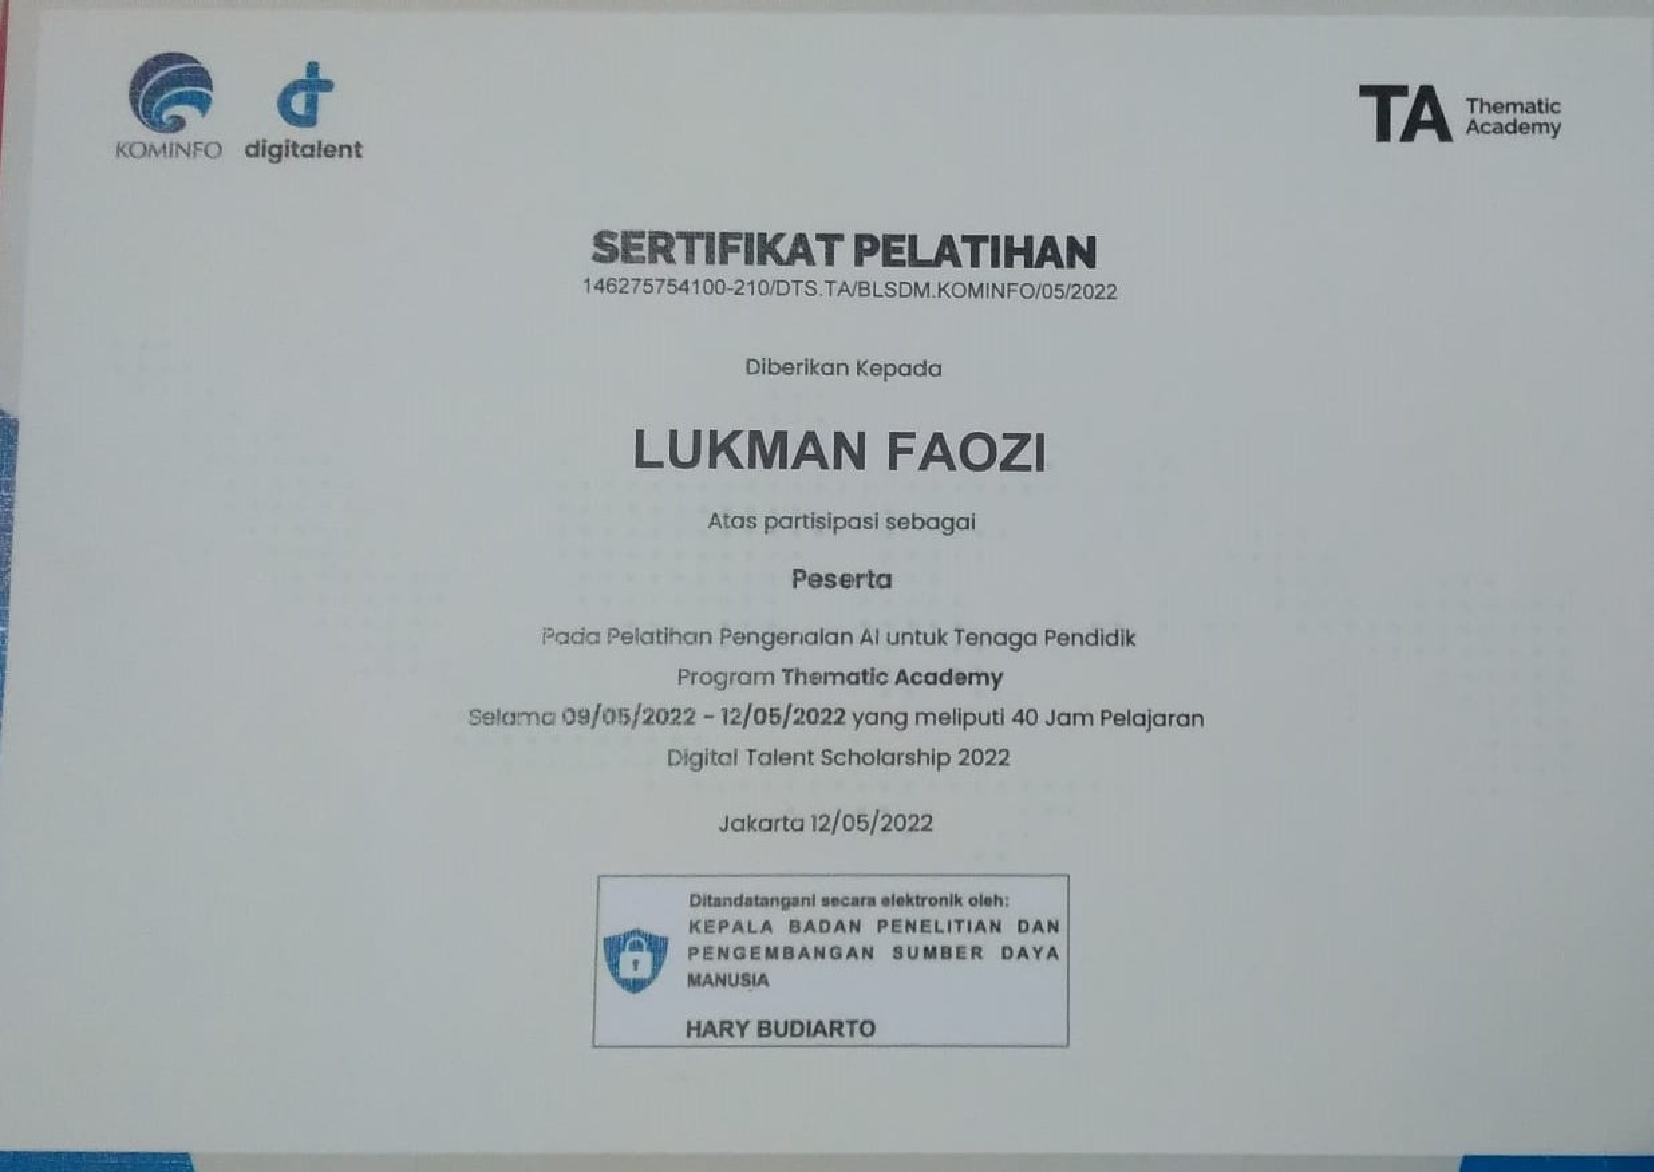 KOMINFO
digitalent
TA Thematic
Academy
SERTIFIKAT PELATIHAN
146275754100-210/DTS.TA/BLSDM.KOMINFO/05/2022
Diberikan Kepada
LUKMAN FAOZI
Atas partisipasi sebagai
Peserta
Pada Pelatihan Pengenalan AI untuk Tenaga Pendidik
Program Thematic Academy
Selama 09/05/2022 - 12/05/2022 yang meliputi 40 Jam Pelajaran
Digital Talent Scholarship 2022
Jakarta 12/05/2022
Ditandatangani secara elektronik oleh:
KEPALA BADAN PENELITIAN DAN
PENGEMBANGAN SUMBER DAYA
MANUSIA
HARY BUDIARTO